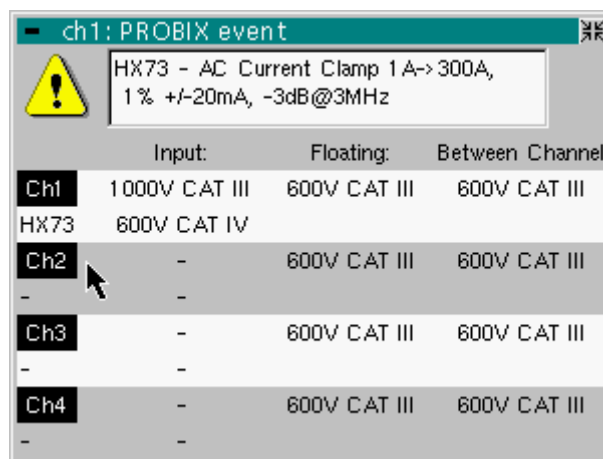 ch1: PROBIX event
HX73 - AC Current Clamp 1A->300A,
1% +/-20mA, -3dB@3MHz
Input: Floating: Between Channel
Ch1 1000V CAT III 600V CAT III 600V CAT III
HX73 600V CAT IV
Ch2 - 600V CAT III 600V CAT III
- -
Ch3 - 600V CAT III 600V CAT III
- -
Ch4 - 600V CAT III 600V CAT III
- -